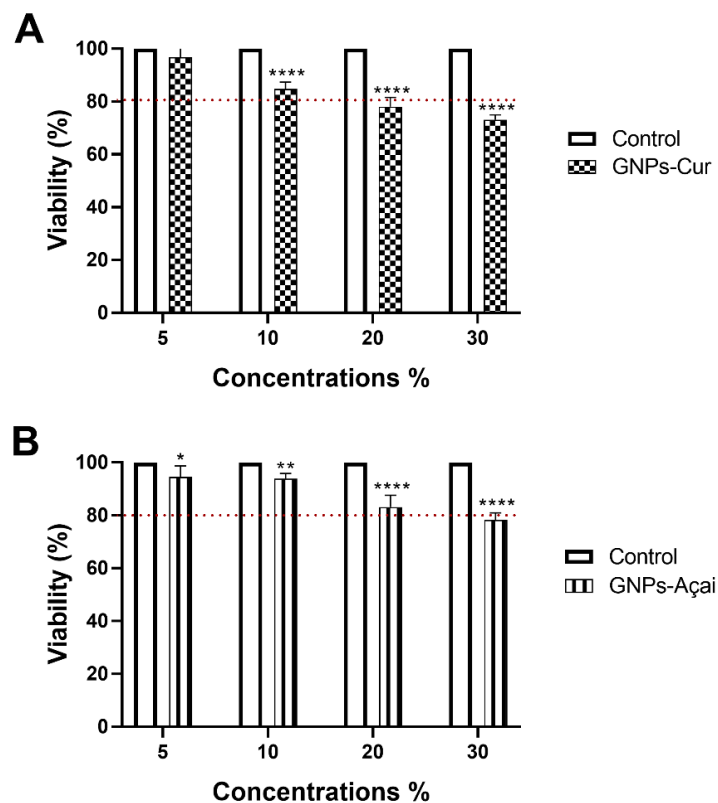 A
Viability (%)
100
80
60
40
20
0
****
****
****
5
10
20
30
Concentrations %
Control
GNPs-Cur
B
Viability (%)
100
80
60
40
20
0
*
**
****
****
5
10
20
30
Concentrations %
Control
GNPs-Açai